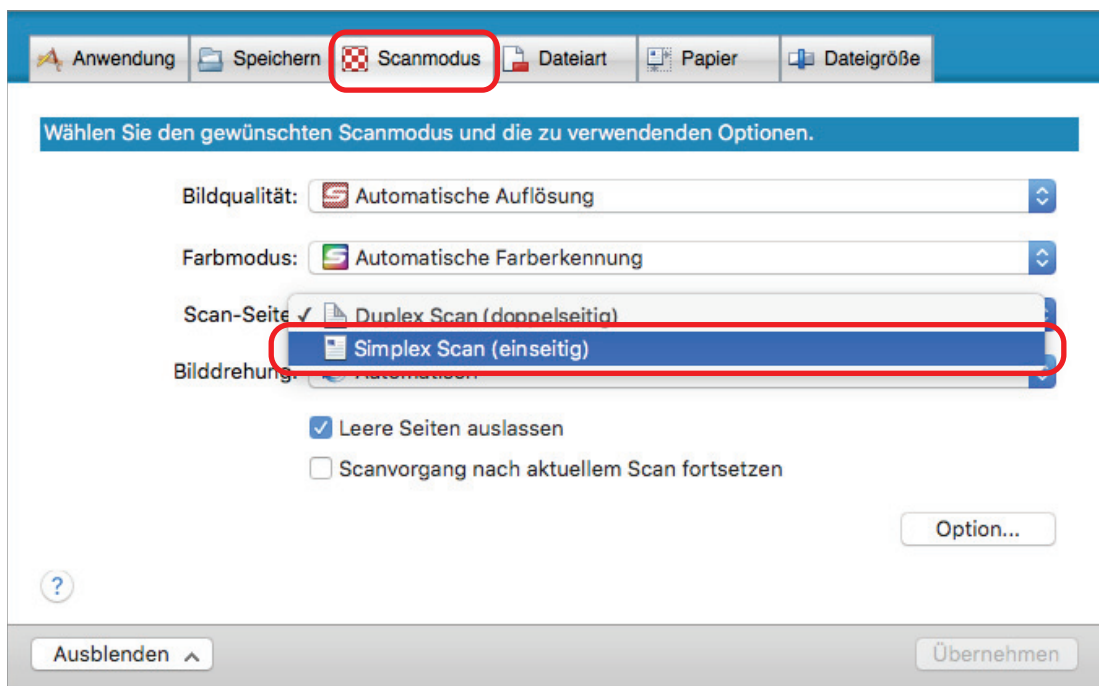 Anwendung Speichern Scanmodus Dateiart Papier Dateigröße
Wählen Sie den gewünschten Scanmodus und die zu verwendenden Optionen.
Bildqualität: Automatische Auflösung
Farbmodus: Automatische Farberkennung
Scan-Seite ✓ Duplex Scan (doppelseitig)
Simplex Scan (einseitig)
Bilddrehung: Automatisch
Leere Seiten auslassen
Scanvorgang nach aktuellem Scan fortsetzen
Option...
?
Ausblenden Übernehmen